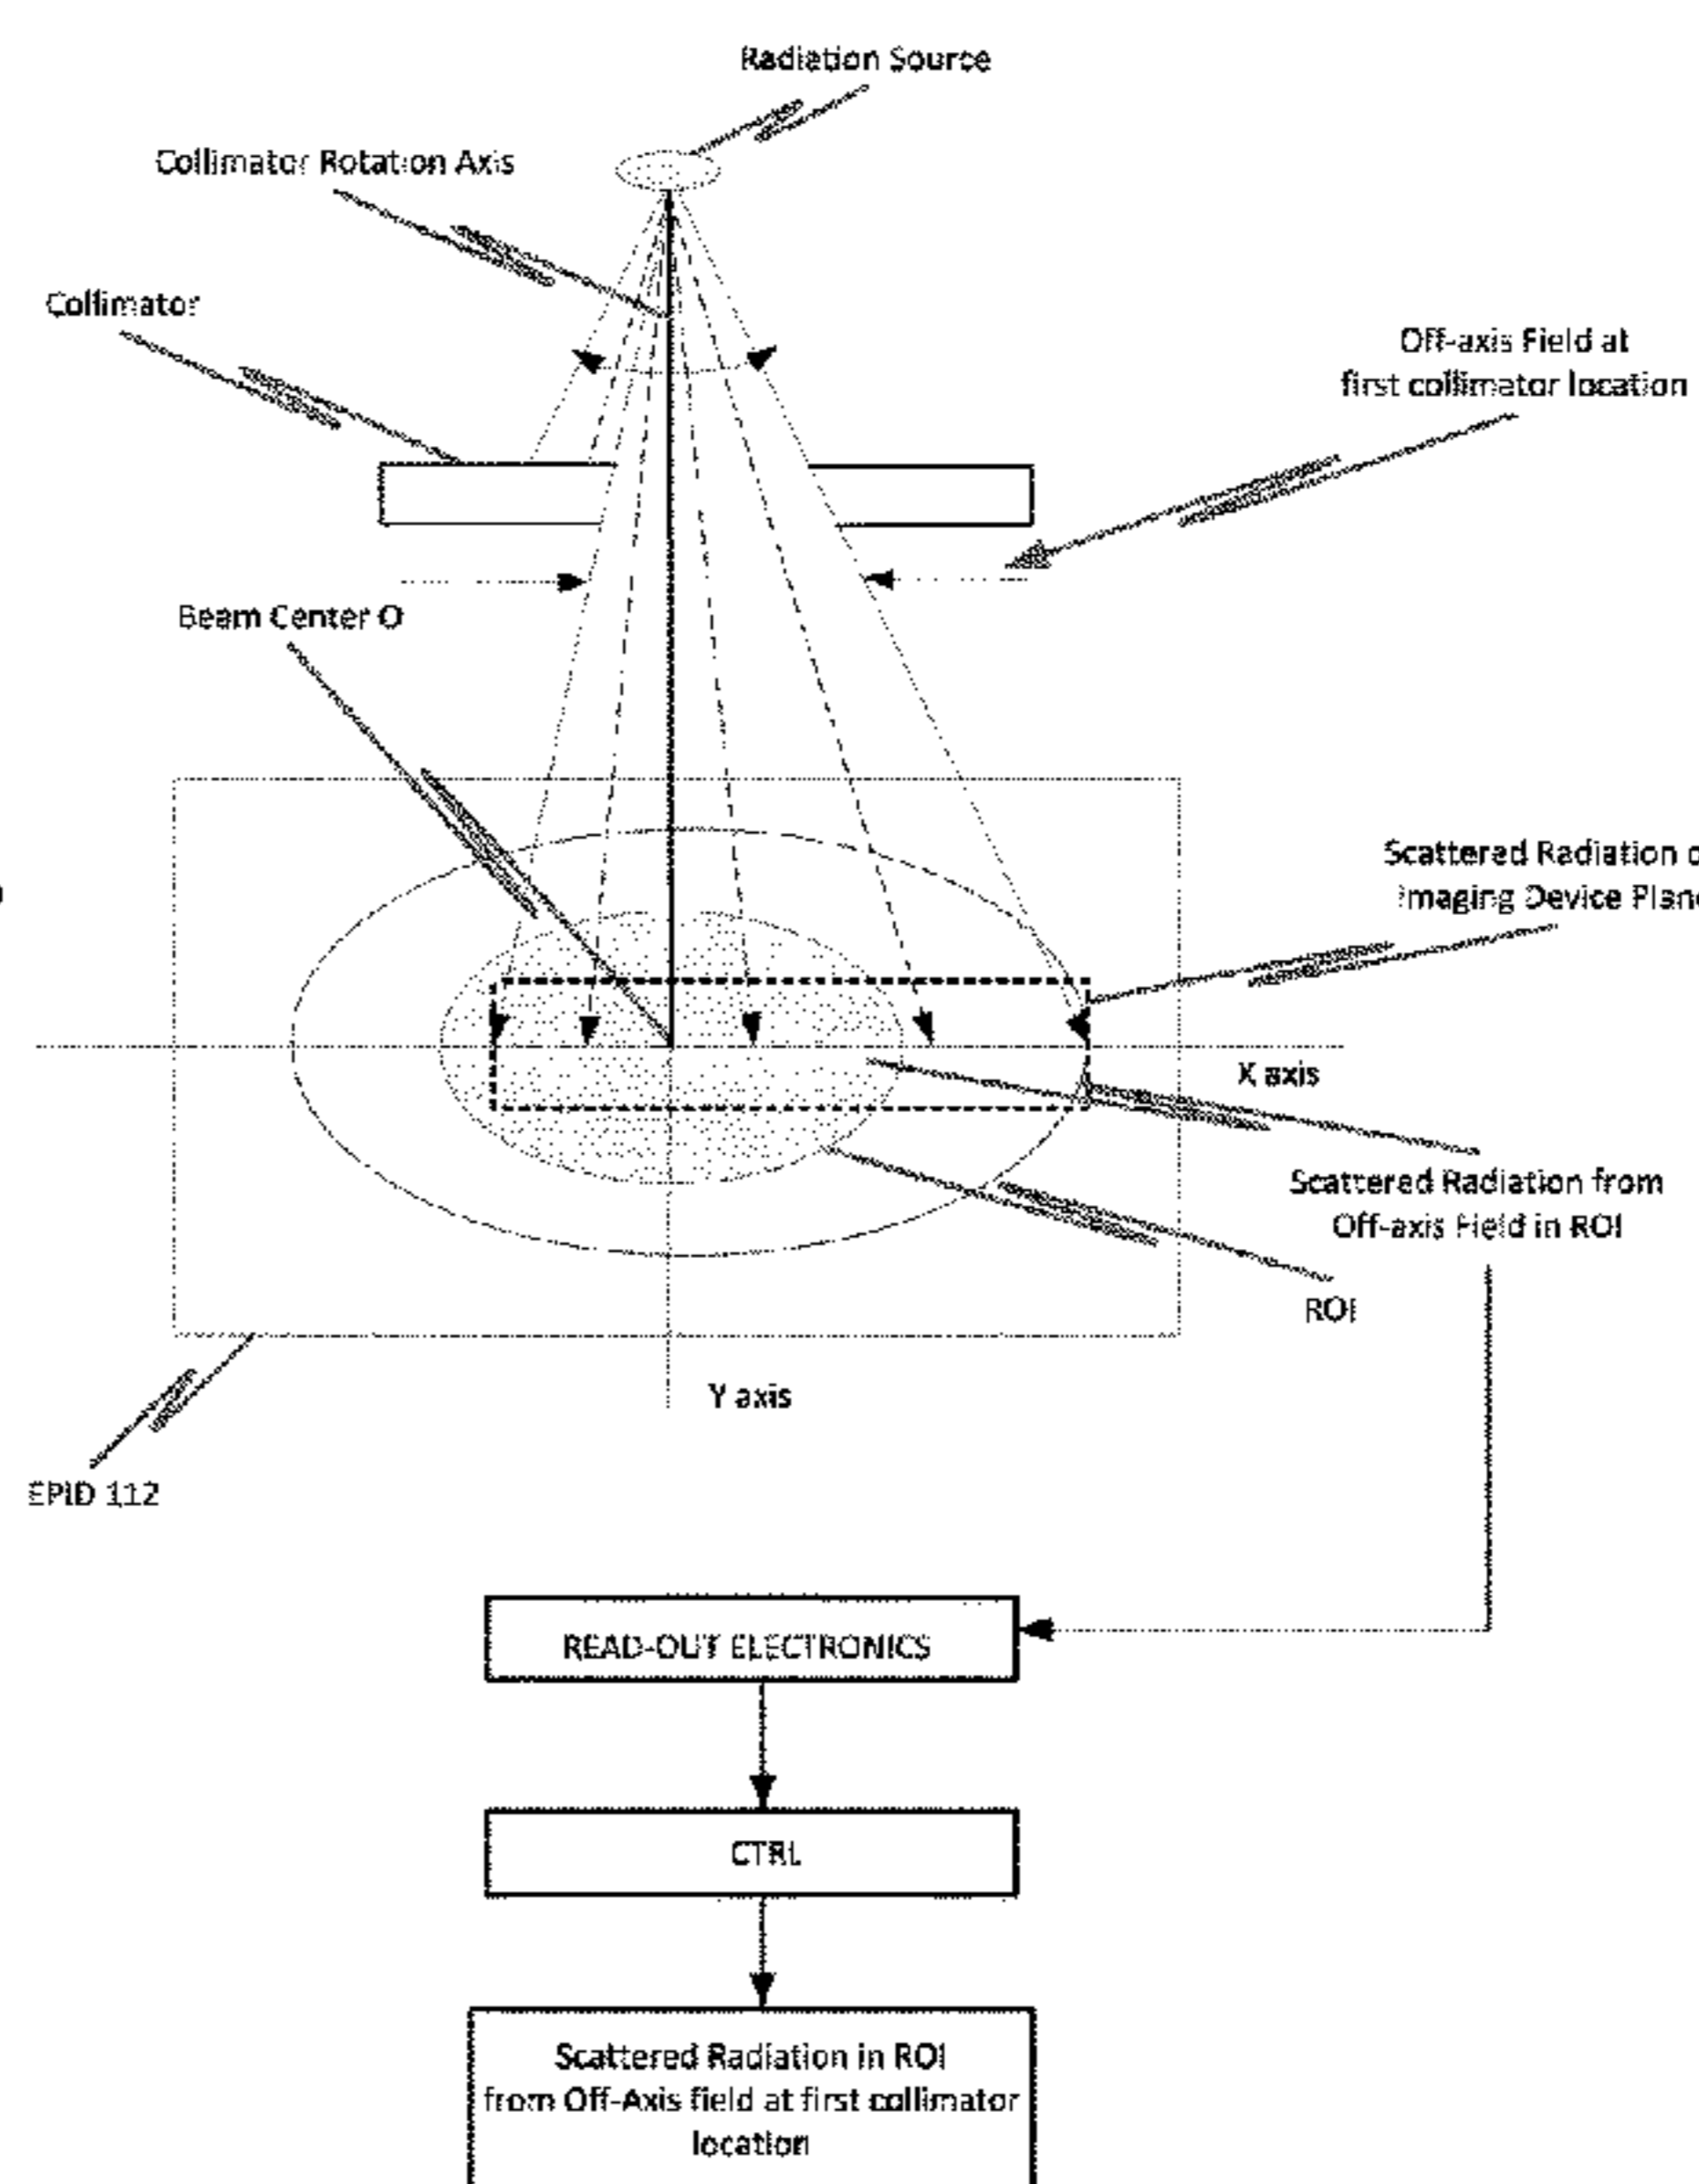 Radiation Source
Collimator Rotation Axis
Collimator
Off-axis Field at
first collimator location
Beam Center O
Scattered Radiation
Imaging Device
X axis
Scattered Radiation from
Off-axis Field in ROI
ROI
Y axis
EPID 112
READ-OUT ELECTRONICS
CTRL
Scattered Radiation in ROI
from Off-Axis field at first collimator
location